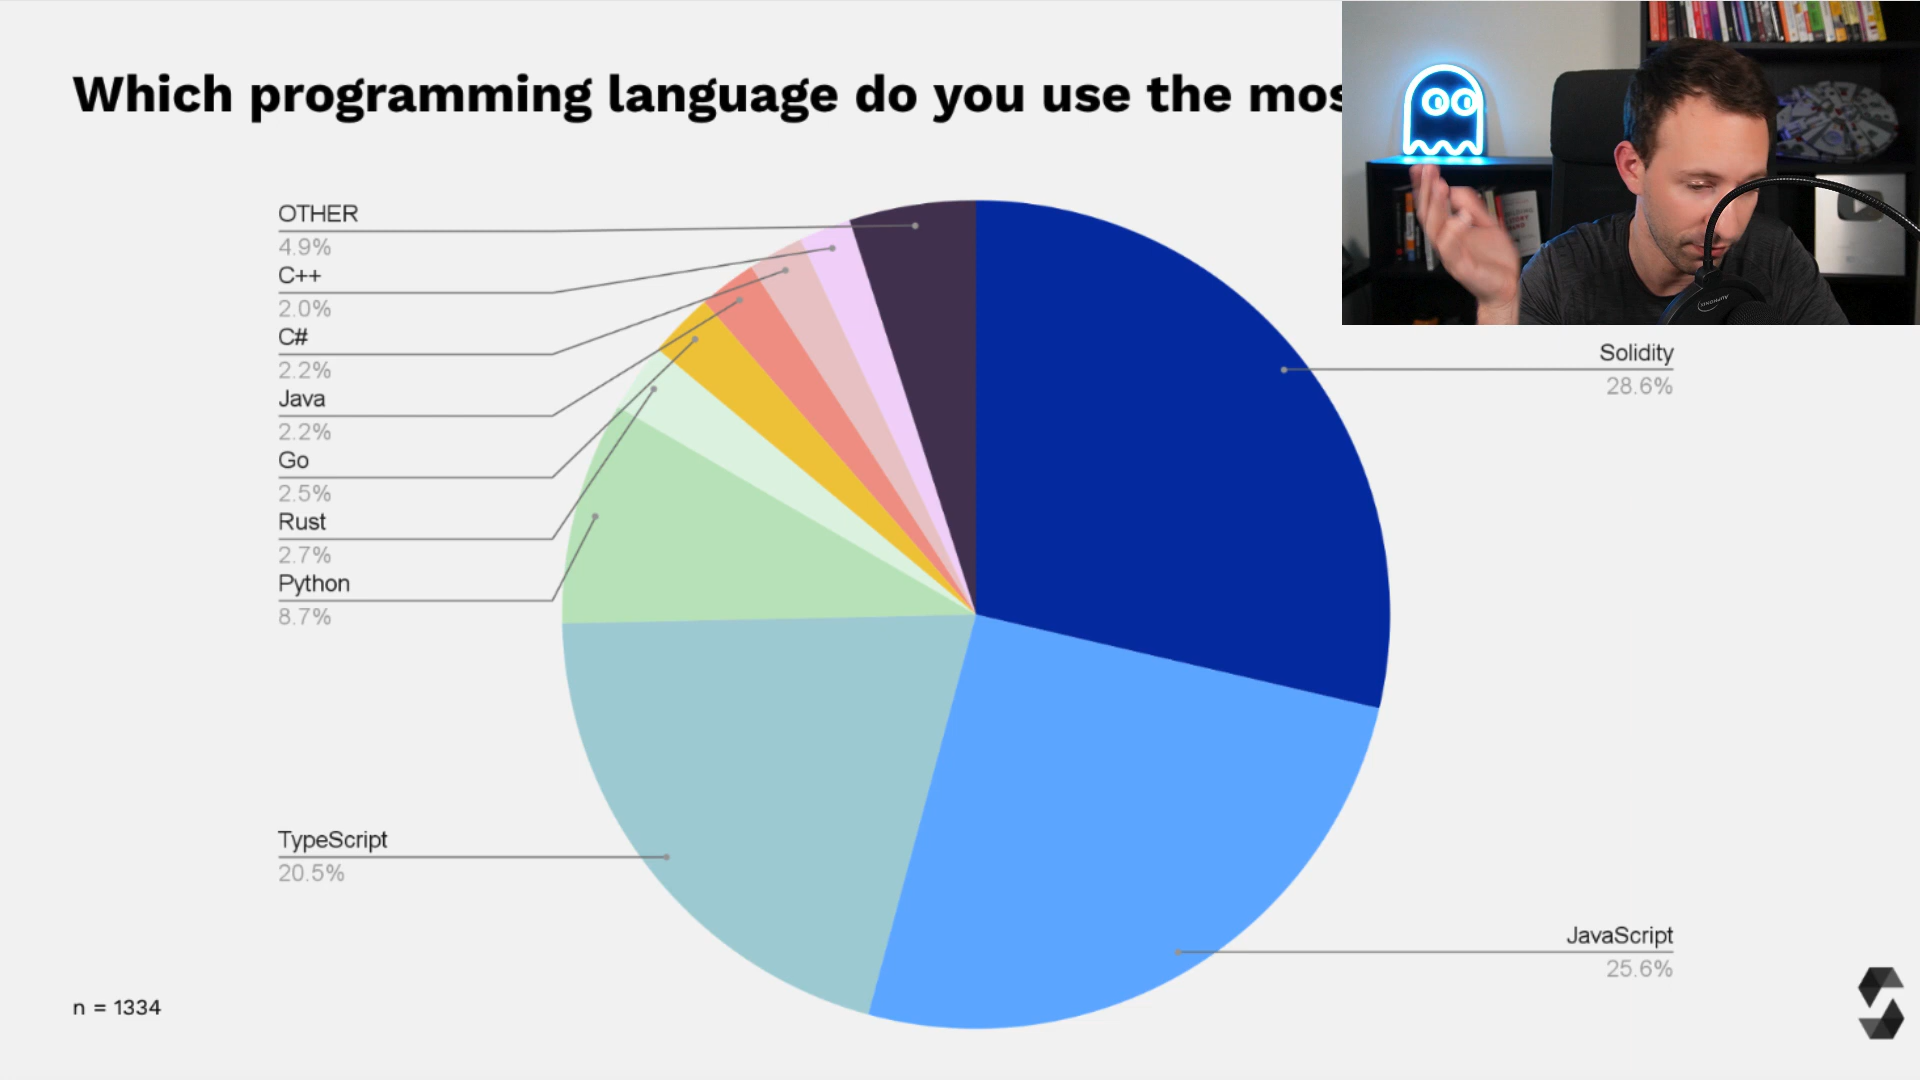 Which programming language do you use the mos
OTHER
4.9%
C++
2.0%
C#
2.2%
Java
2.2%
Go
2.5%
Rust
2.7%
Python
8.7%
TypeScript
20.5%
Solidity
28.6%
JavaScript
25.6%
n = 1334